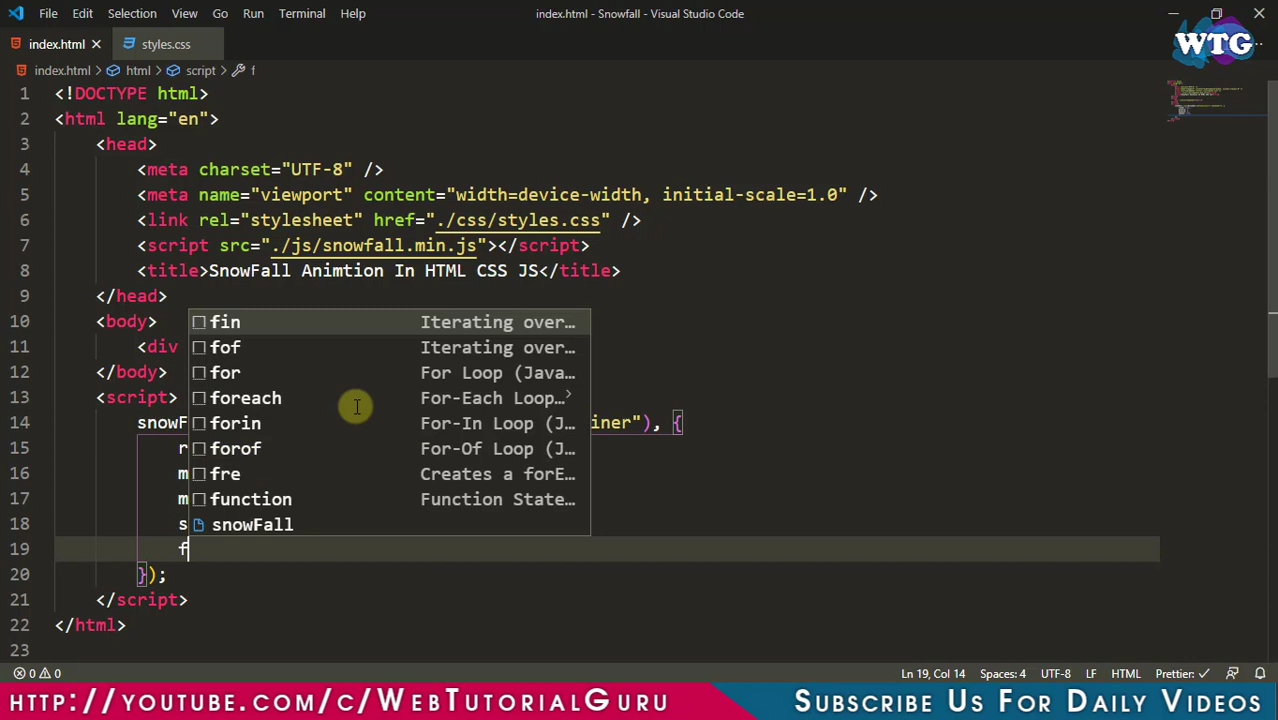 File Edit Selection View Go Run Terminal Help
index.html - Snowfall - Visual Studio Code
index.html
styles.css
WTG
index.html > html > script > f
1 <!DOCTYPE html>
2 <html lang="en">
3 <head>
4 <meta charset="UTF-8" />
5 <meta name="viewport" content="width=device-width, initial-scale=1.0" />
6 <link rel="stylesheet" href="./css/styles.css" />
7 <script src="./js/snowfall.min.js"></script>
8 <title>SnowFall Animtion In HTML CSS JS</title>
9 </head>
10 <body>
11 <div
12 </body>
13 <script>
14 snowF iner"), {
15 r
16 m
17 m
18 s
19 f
20 });
21 </script>
22 </html>
23
fin Iterating over…
fof Iterating over…
for For Loop (Java…
foreach For-Each Loop…
forin For-In Loop (J…
forof For-Of Loop (J…
fre Creates a forE…
function Function State…
snowFall
0 0
Ln 19, Col 14 Spaces: 4 UTF-8 LF HTML Prettier: ✓
http://youtube.com/c/WebTutorialGuru
Subscribe Us For Daily Videos